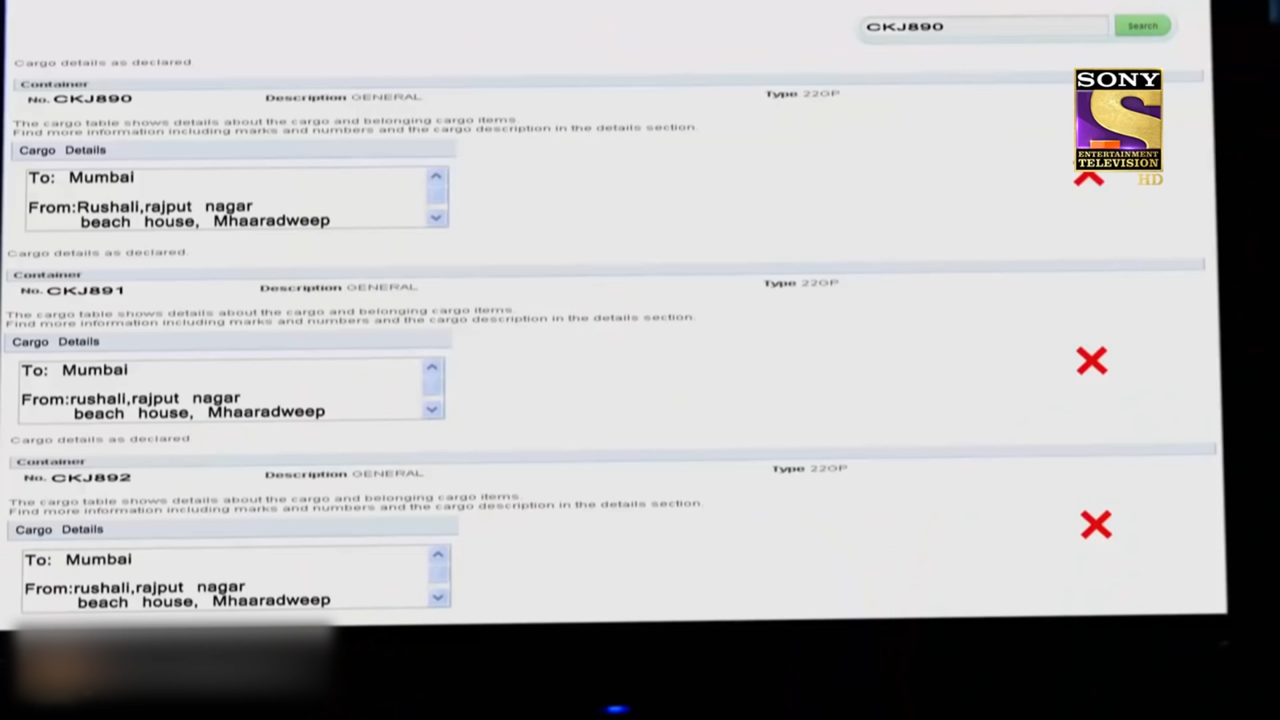 CKJ890 Search
Cargo details as declared.
Container
No. CKJ890 Description GENERAL Type 22GP
The cargo table shows details about the cargo and belonging cargo items.
Find more information including marks and numbers and the cargo description in the details section.
Cargo Details
To: Mumbai
From:Rushali,rajput nagar
beach house, Mhaaradweep
SONY
S
ENTERTAINMENT
TELEVISION
HD
Cargo details as declared.
Container
No. CKJ891 Description GENERAL Type 22GP
The cargo table shows details about the cargo and belonging cargo items.
Find more information including marks and numbers and the cargo description in the details section.
Cargo Details
To: Mumbai
From:rushali,rajput nagar
beach house, Mhaaradweep
Cargo details as declared
Container
No. CKJ892 Description GENERAL Type 22GP
The cargo table shows details about the cargo and belonging cargo items.
Find more information including marks and numbers and the cargo description in the details section.
Cargo Details
To: Mumbai
From:rushali,rajput nagar
beach house, Mhaaradweep